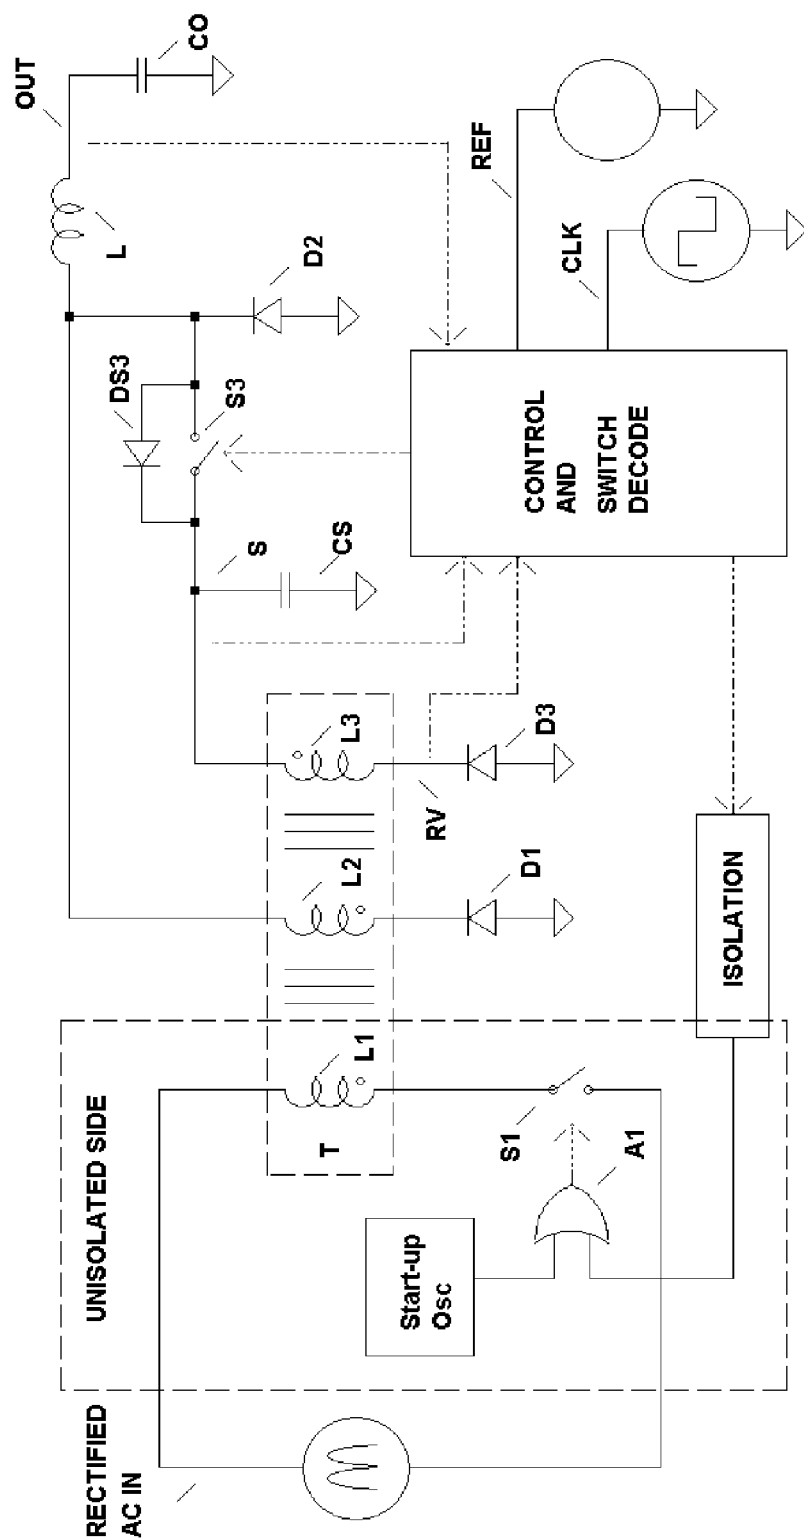 RECTIFIED
AC IN
UNISOLATED SIDE
Start-up
Osc
T
L1
S1
A1
L2
L3
D1
RV
D3
ISOLATION
S
CS
DS3
S3
D2
L
OUT
CO
CONTROL
AND
SWITCH
DECODE
REF
CLK